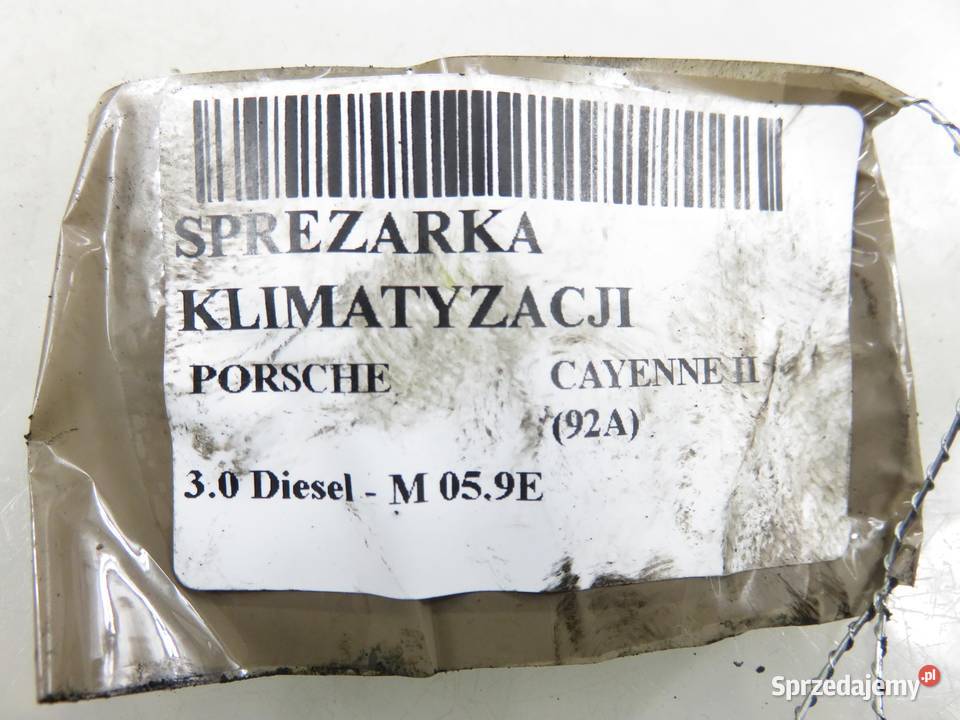 SPREZARKA
KLIMATYZACJI
PORSCHE CAYENNE II
(92A)
3.0 Diesel - M 05.9E
Sprzedajemy.pl